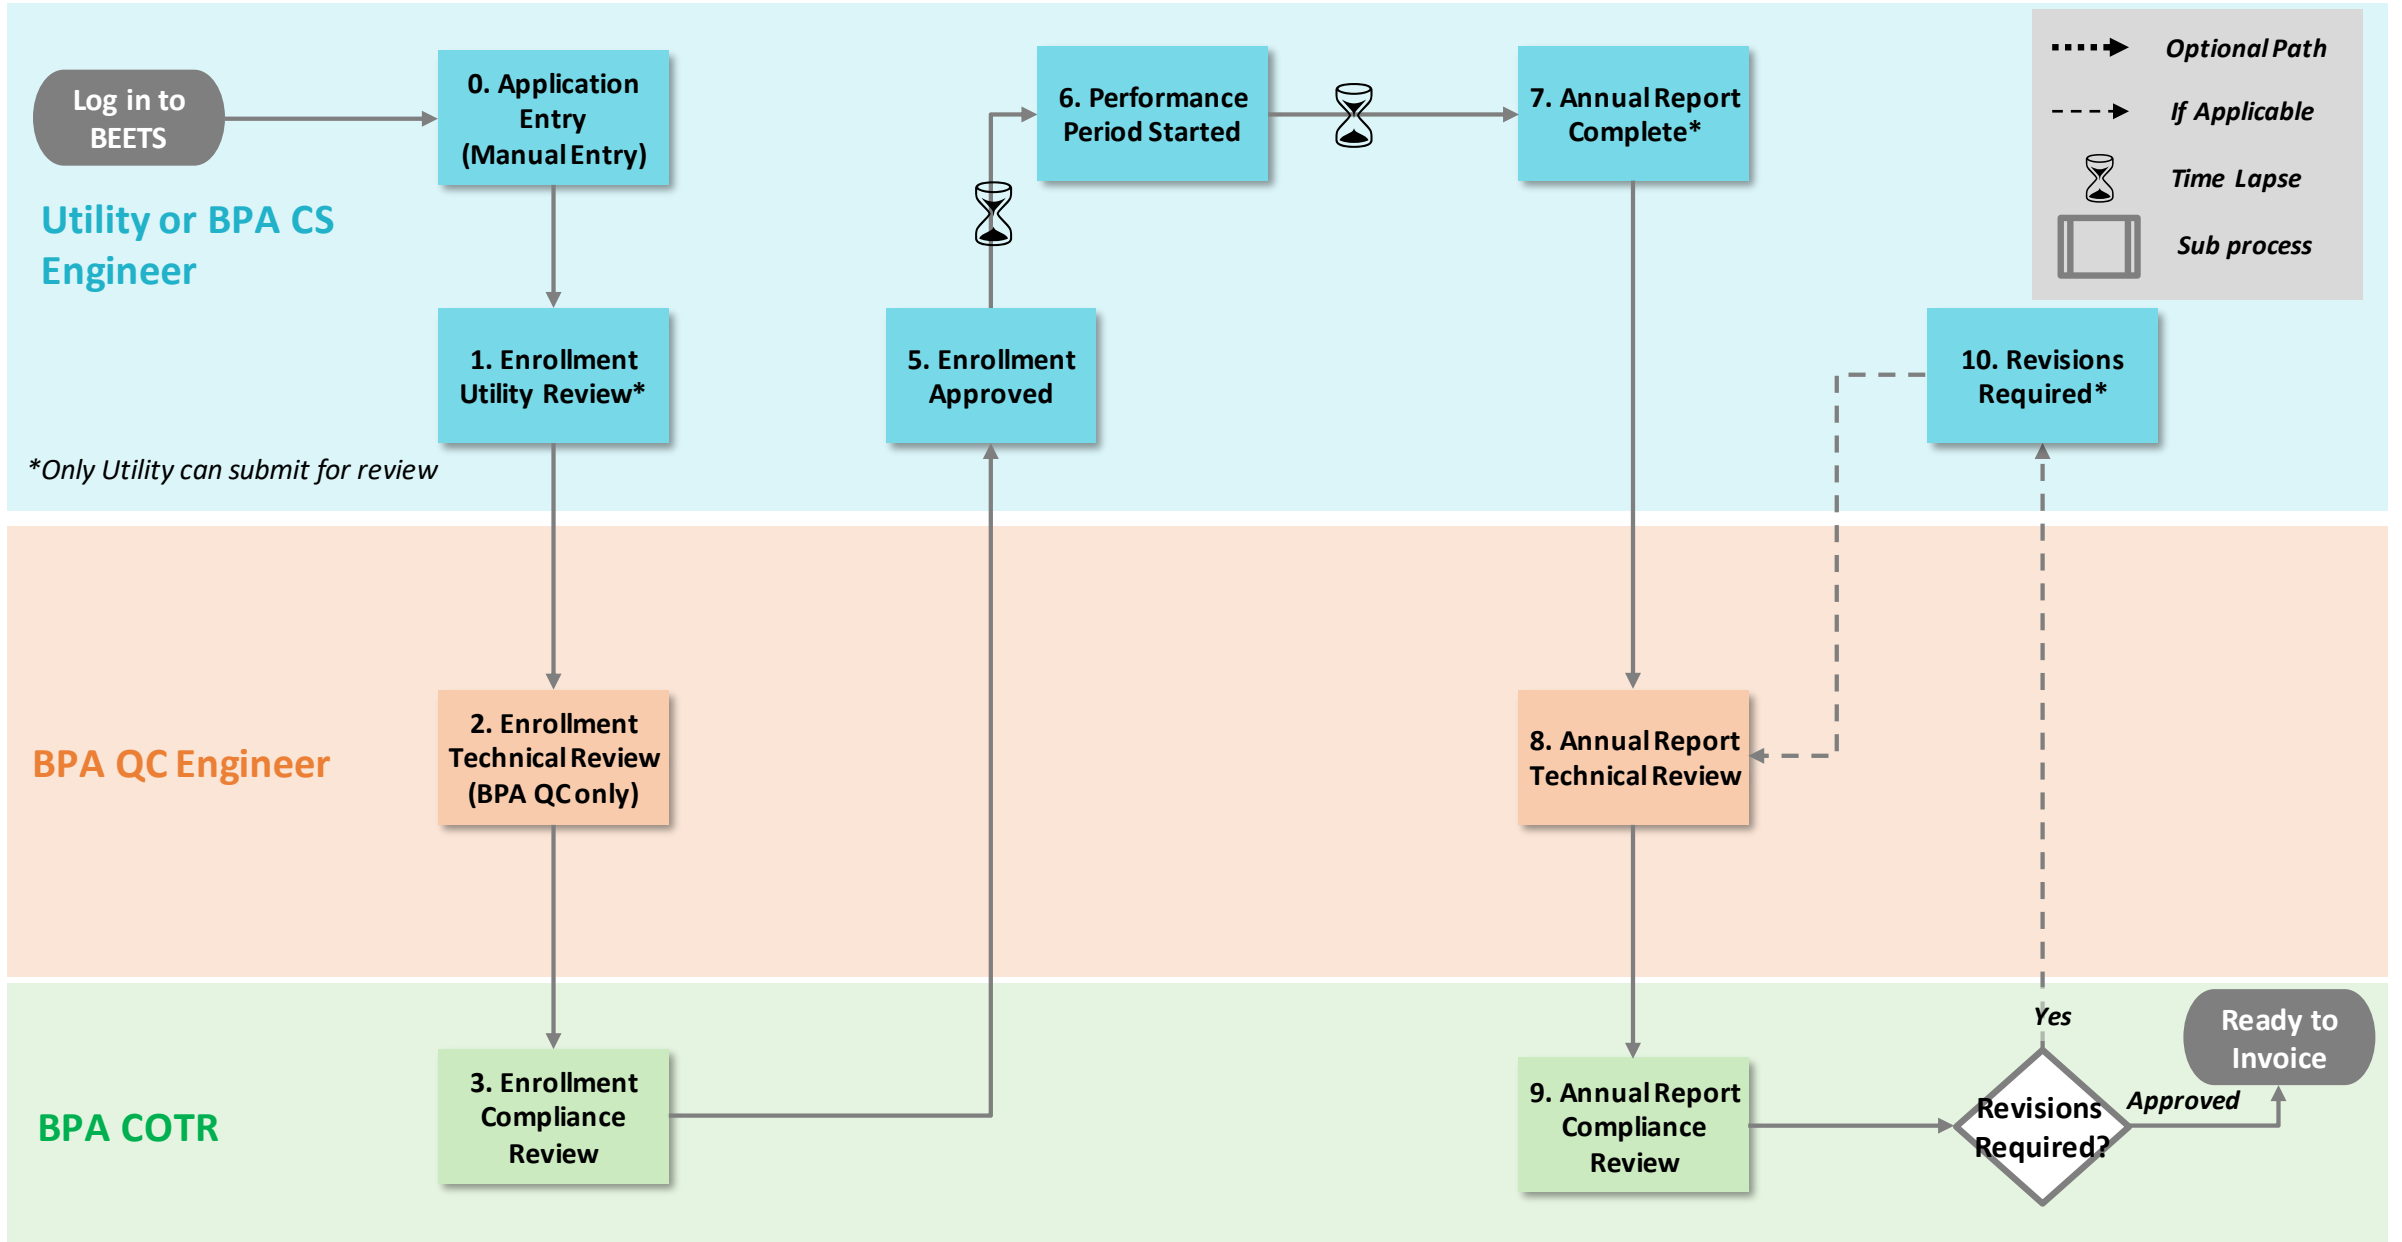 Log in to
BEETS
0. Application
Entry
(Manual Entry)
6. Performance
Period Started
7. Annual Report
Complete*
Optional Path
If Applicable
Time Lapse
Sub process
Utility or BPA CS
Engineer
1. Enrollment
Utility Review*
5. Enrollment
Approved
10. Revisions
Required*
*Only Utility can submit for review
BPA QC Engineer
2. Enrollment
Technical Review
(BPA QC only)
8. Annual Report
Technical Review
BPA COTR
3. Enrollment
Compliance
Review
9. Annual Report
Compliance
Review
Revisions
Required?
Yes
Approved
Ready to
Invoice